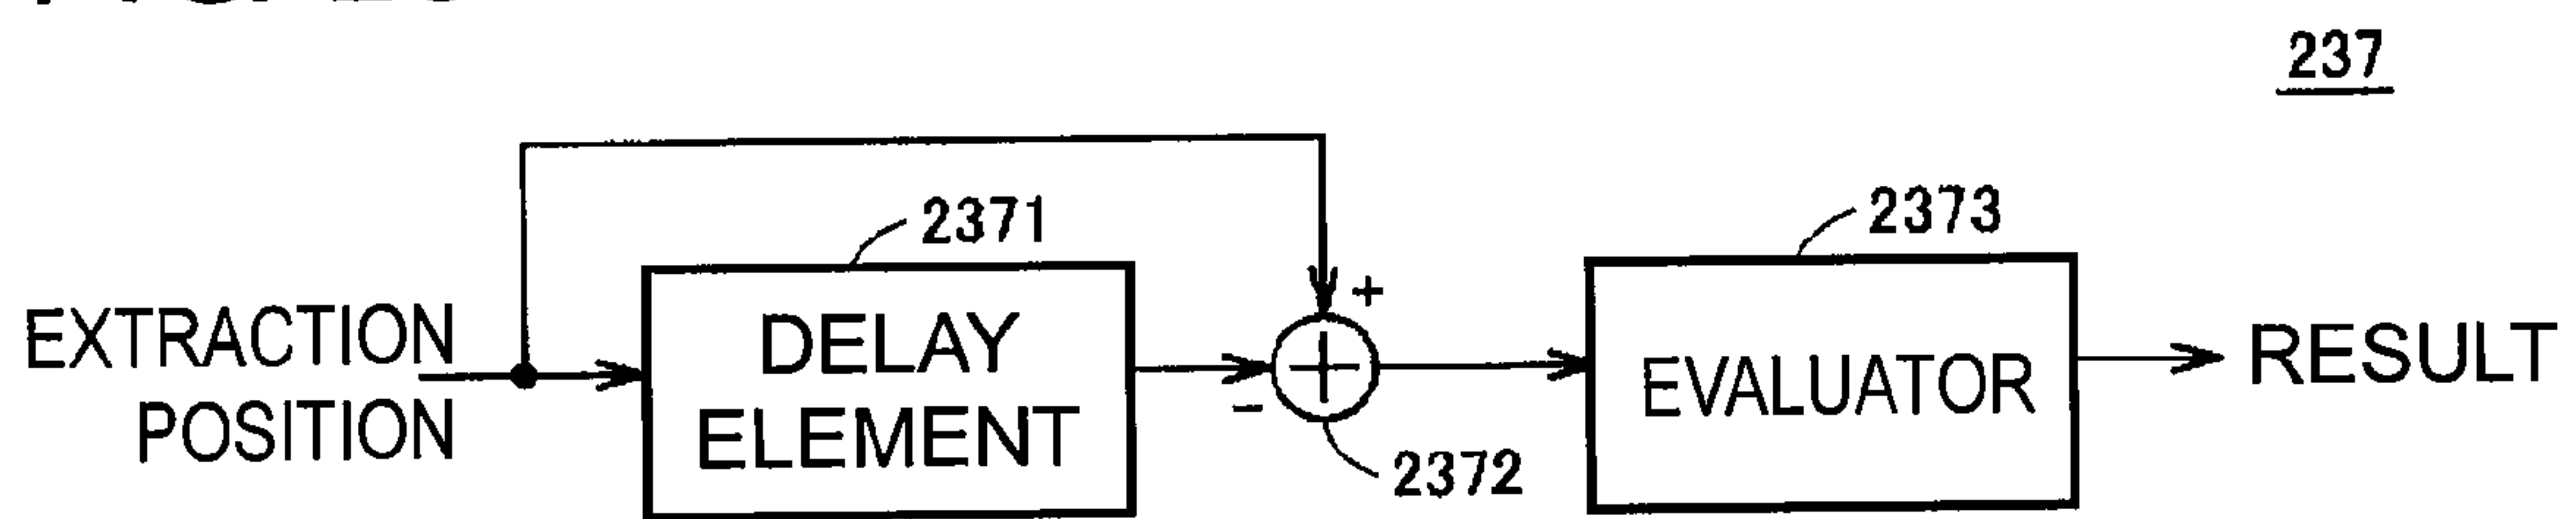 237
2371
2373
EXTRACTION
POSITION
DELAY
ELEMENT
+
-
EVALUATOR
RESULT
2372